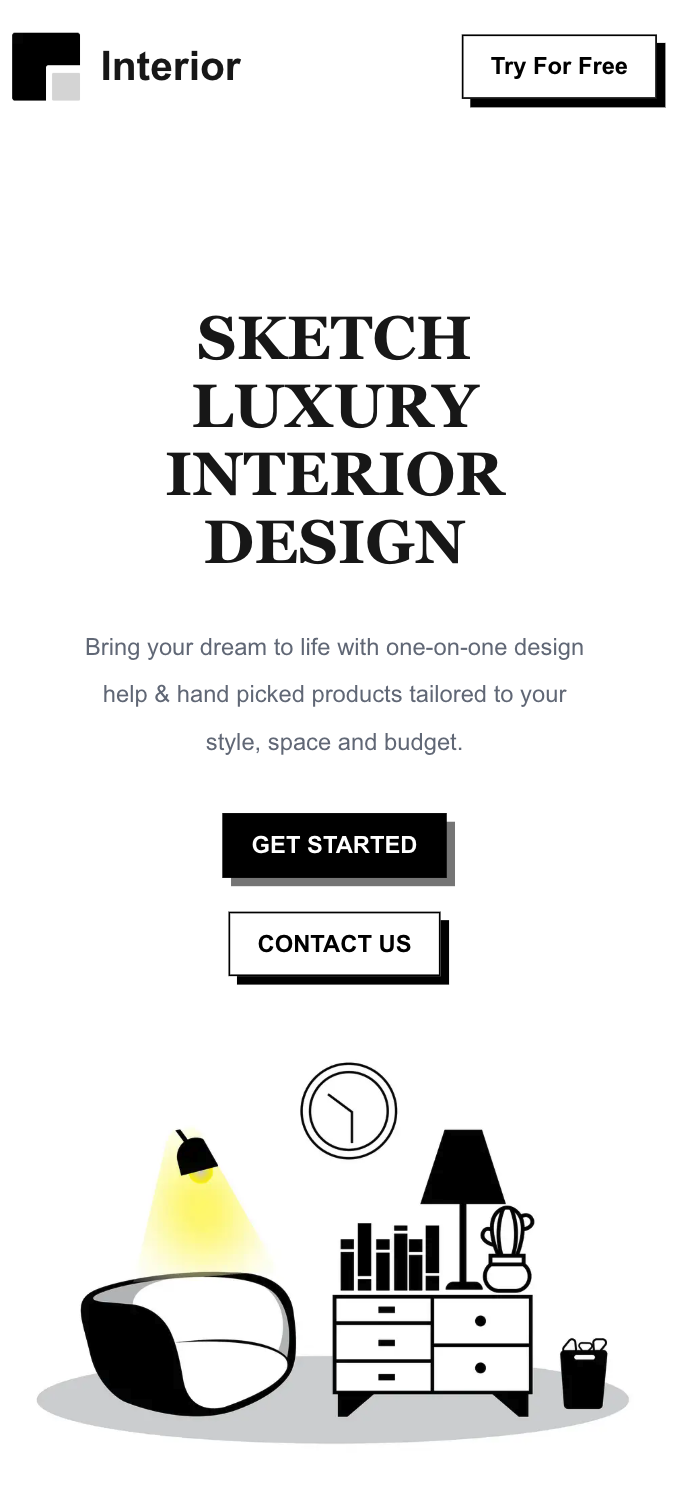 Interior
Try For Free
SKETCH
LUXURY
INTERIOR
DESIGN
Bring your dream to life with one-on-one design
help & hand picked products tailored to your
style, space and budget.
GET STARTED
CONTACT US